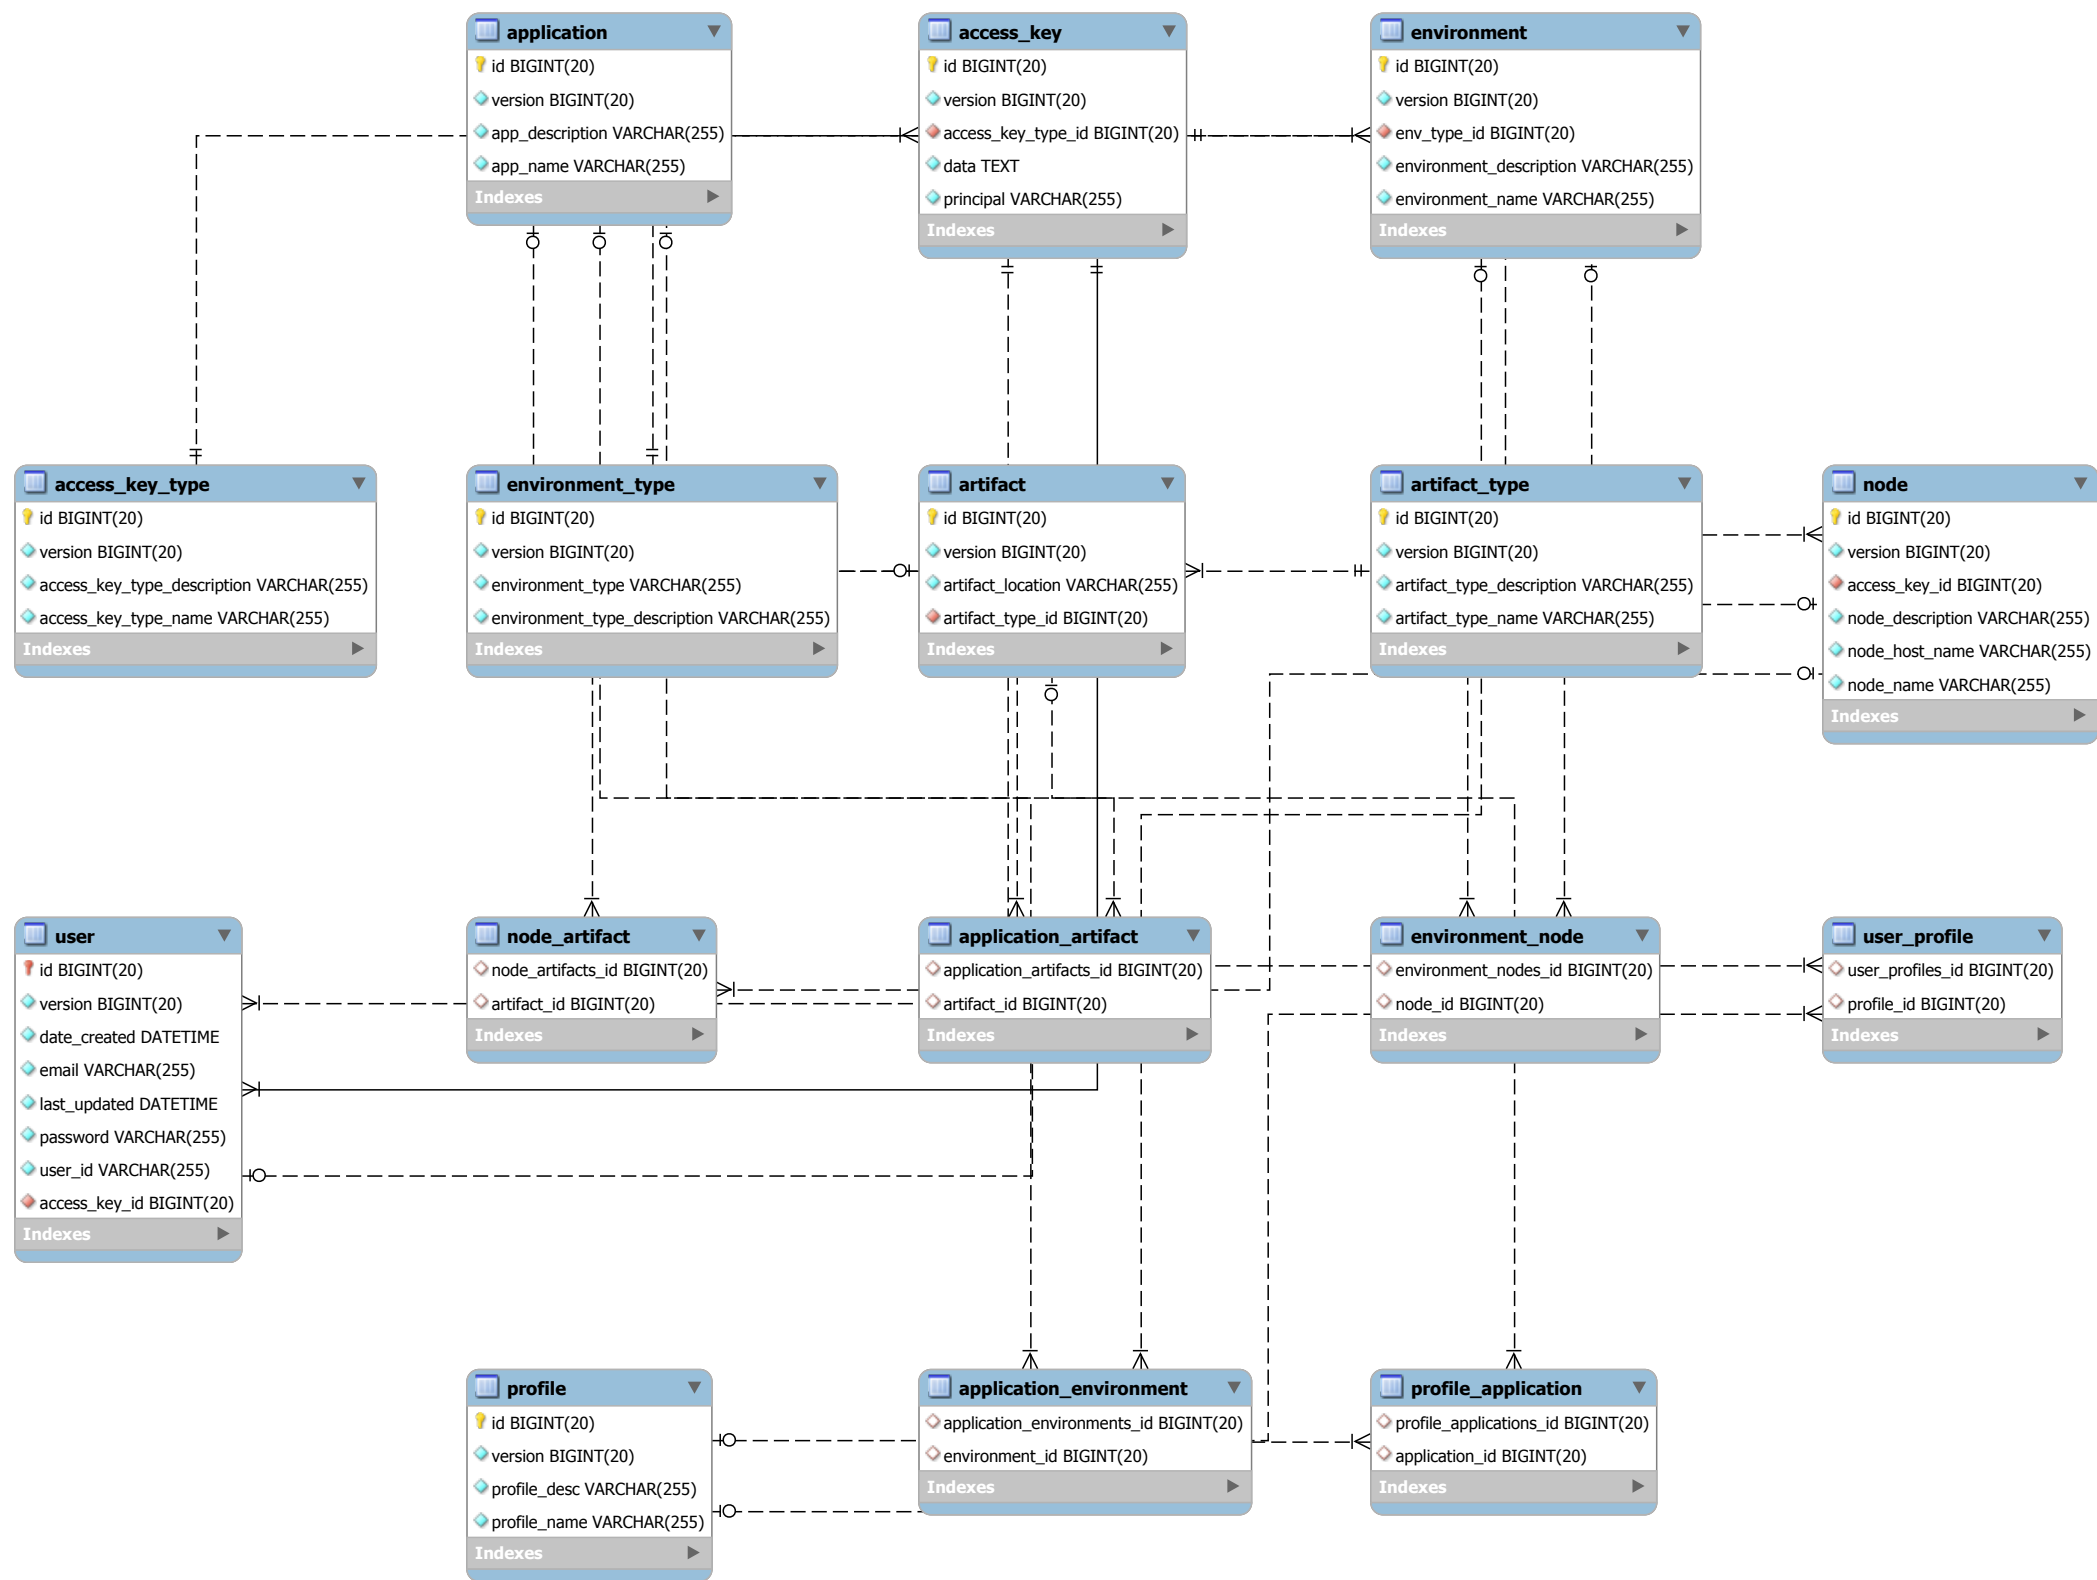 application
id BIGINT(20)
version BIGINT(20)
app_description VARCHAR(255)
app_name VARCHAR(255)
Indexes
access_key
id BIGINT(20)
version BIGINT(20)
access_key_type_id BIGINT(20)
data TEXT
principal VARCHAR(255)
Indexes
environment
id BIGINT(20)
version BIGINT(20)
env_type_id BIGINT(20)
environment_description VARCHAR(255)
environment_name VARCHAR(255)
Indexes
access_key_type
id BIGINT(20)
version BIGINT(20)
access_key_type_description VARCHAR(255)
access_key_type_name VARCHAR(255)
Indexes
environment_type
id BIGINT(20)
version BIGINT(20)
environment_type VARCHAR(255)
environment_type_description VARCHAR(255)
Indexes
artifact
id BIGINT(20)
version BIGINT(20)
artifact_location VARCHAR(255)
artifact_type_id BIGINT(20)
Indexes
artifact_type
id BIGINT(20)
version BIGINT(20)
artifact_type_description VARCHAR(255)
artifact_type_name VARCHAR(255)
Indexes
node
id BIGINT(20)
version BIGINT(20)
access_key_id BIGINT(20)
node_description VARCHAR(255)
node_host_name VARCHAR(255)
node_name VARCHAR(255)
Indexes
user
id BIGINT(20)
version BIGINT(20)
date_created DATETIME
email VARCHAR(255)
last_updated DATETIME
password VARCHAR(255)
user_id VARCHAR(255)
access_key_id BIGINT(20)
Indexes
node_artifact
node_artifacts_id BIGINT(20)
artifact_id BIGINT(20)
Indexes
application_artifact
application_artifacts_id BIGINT(20)
artifact_id BIGINT(20)
Indexes
environment_node
environment_nodes_id BIGINT(20)
node_id BIGINT(20)
Indexes
user_profile
user_profiles_id BIGINT(20)
profile_id BIGINT(20)
Indexes
profile
id BIGINT(20)
version BIGINT(20)
profile_desc VARCHAR(255)
profile_name VARCHAR(255)
Indexes
application_environment
application_environments_id BIGINT(20)
environment_id BIGINT(20)
Indexes
profile_application
profile_applications_id BIGINT(20)
application_id BIGINT(20)
Indexes